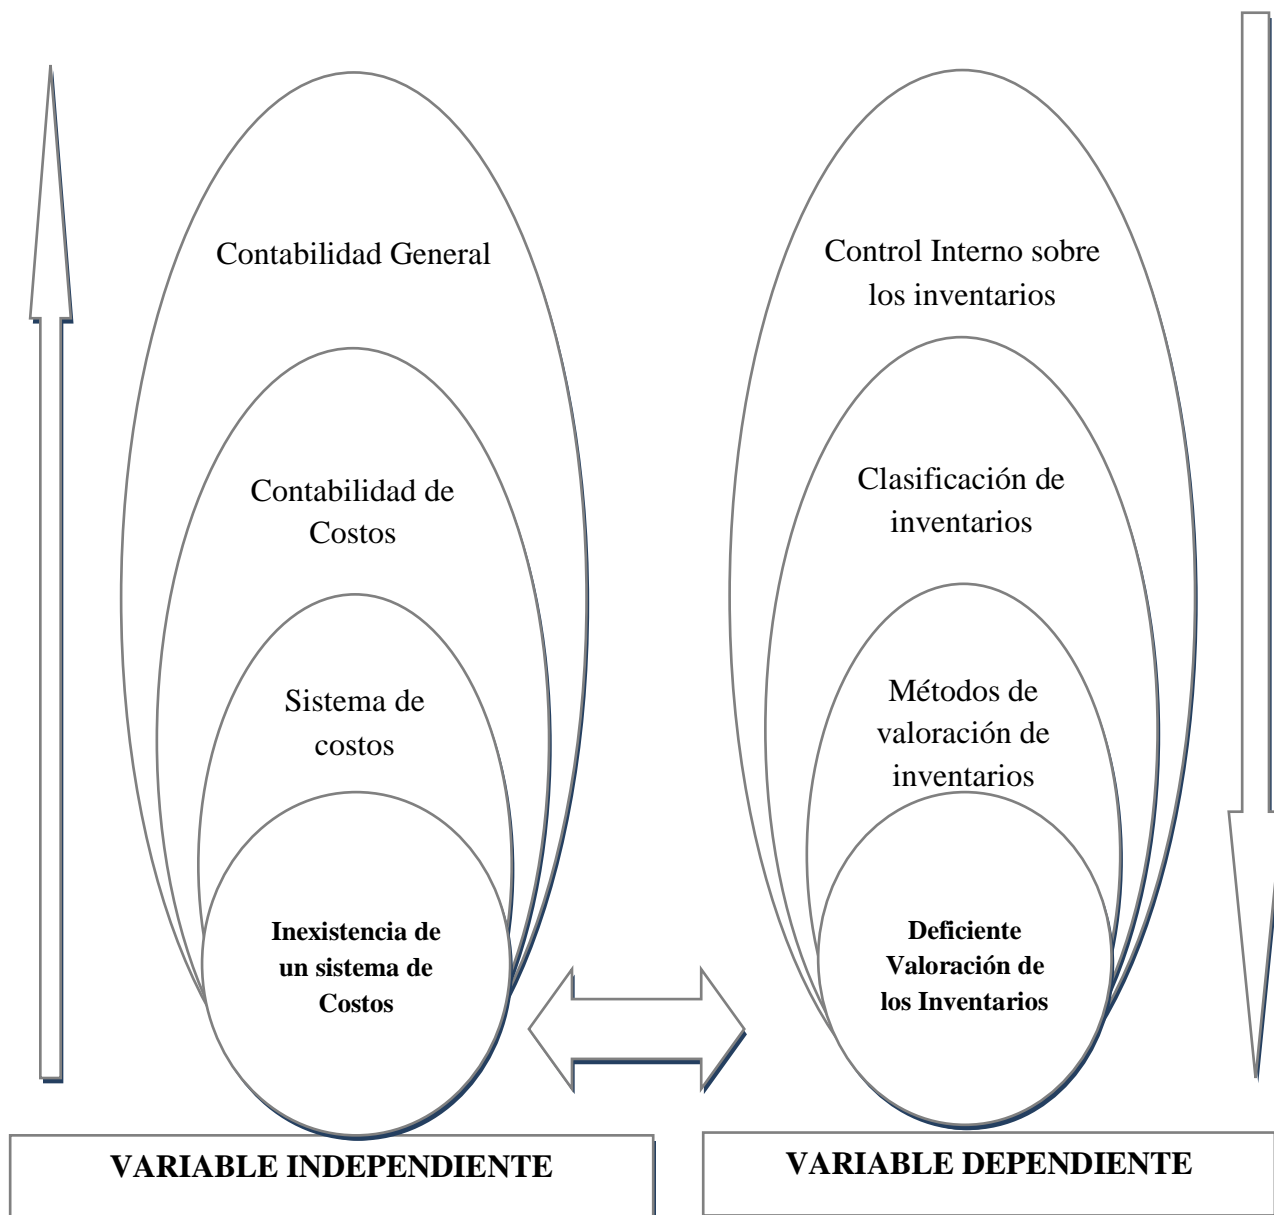 Contabilidad General
Contabilidad de
Costos
Sistema de
costos
Inexistencia de
un sistema de
Costos
VARIABLE INDEPENDIENTE
Control Interno sobre
los inventarios
Clasificación de
inventarios
Métodos de
valoración de
inventarios
Deficiente
Valoración de
los Inventarios
VARIABLE DEPENDIENTE